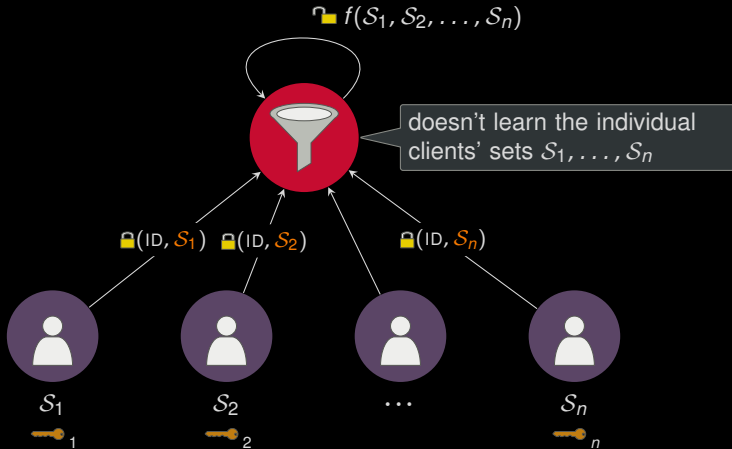 f(S₁, S₂, . . . , Sₙ)
doesn't learn the individual
clients' sets S₁, . . . , Sₙ
(ID, S₁) (ID, S₂) (ID, Sₙ)
S₁ S₂ ··· Sₙ
1 2 n